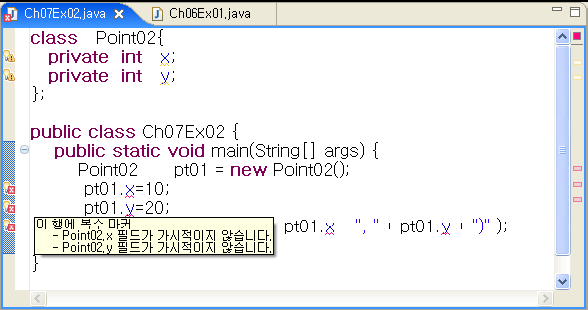 Ch07Ex02.java
Ch06Ex01.java
class Point02{
private int x;
private int y;
};
public class Ch07Ex02 {
public static void main(String[] args) {
Point02 pt01 = new Point02();
pt01.x=10;
pt01.y=20;
pt01.x ", " + pt01.y + ")" );
이 행에 복수 마커
- Point02.x 필드가 가시적이지 않습니다.
- Point02.y 필드가 가시적이지 않습니다.
}